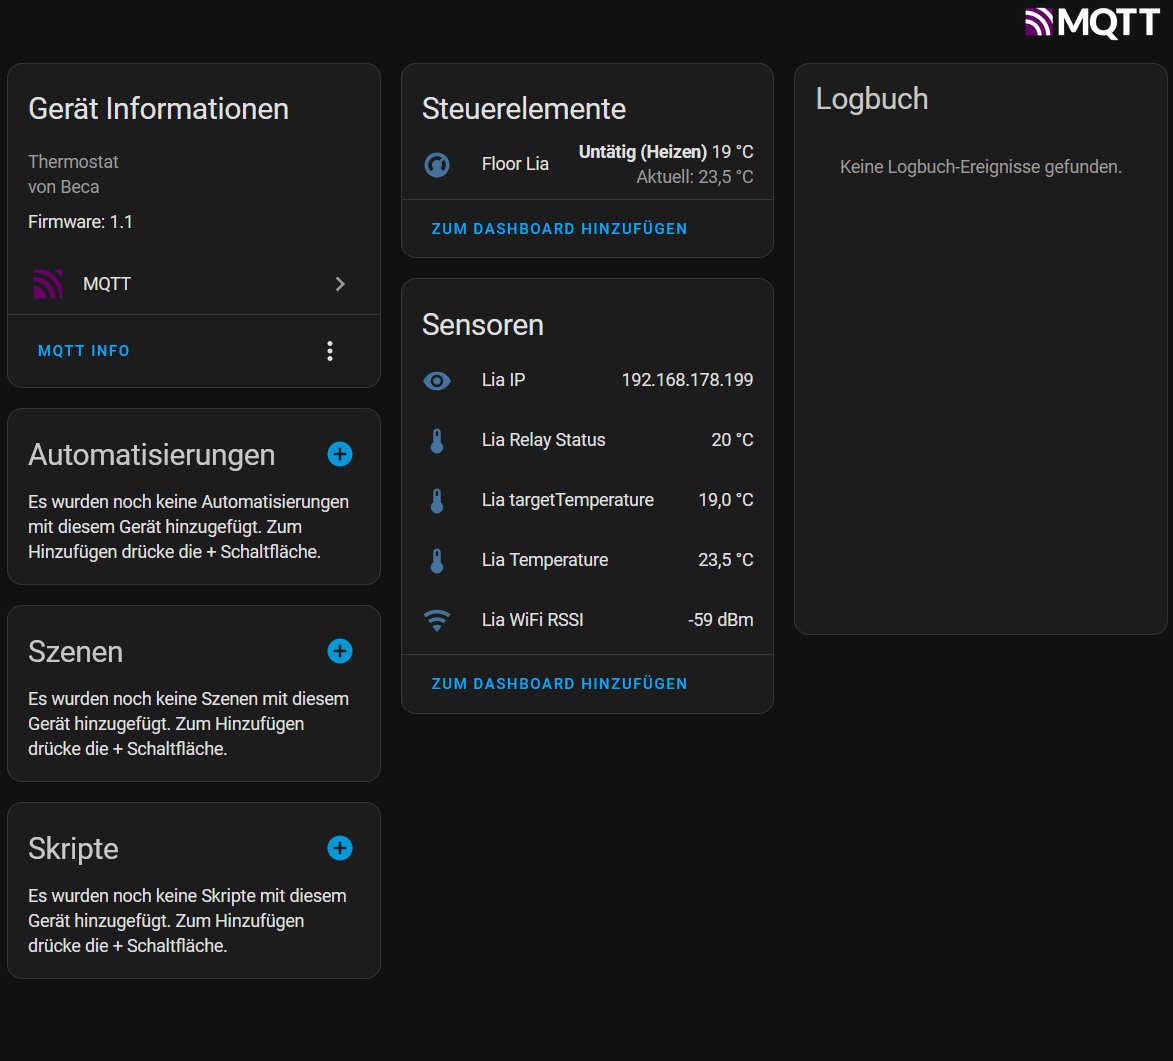 MQTT
Gerät Informationen
Thermostat
von Beca
Firmware: 1.1
MQTT
MQTT INFO
Automatisierungen
Es wurden noch keine Automatisierungen
mit diesem Gerät hinzugefügt. Zum
Hinzufügen drücke die + Schaltfläche.
Szenen
Es wurden noch keine Szenen mit diesem
Gerät hinzugefügt. Zum Hinzufügen
drücke die + Schaltfläche.
Skripte
Es wurden noch keine Skripte mit diesem
Gerät hinzugefügt. Zum Hinzufügen
drücke die + Schaltfläche.
Steuerelemente
Floor Lia Untätig (Heizen) 19 °C
Aktuell: 23,5 °C
ZUM DASHBOARD HINZUFÜGEN
Sensoren
Lia IP 192.168.178.199
Lia Relay Status 20 °C
Lia targetTemperature 19,0 °C
Lia Temperature 23,5 °C
Lia WiFi RSSI -59 dBm
ZUM DASHBOARD HINZUFÜGEN
Logbuch
Keine Logbuch-Ereignisse gefunden.